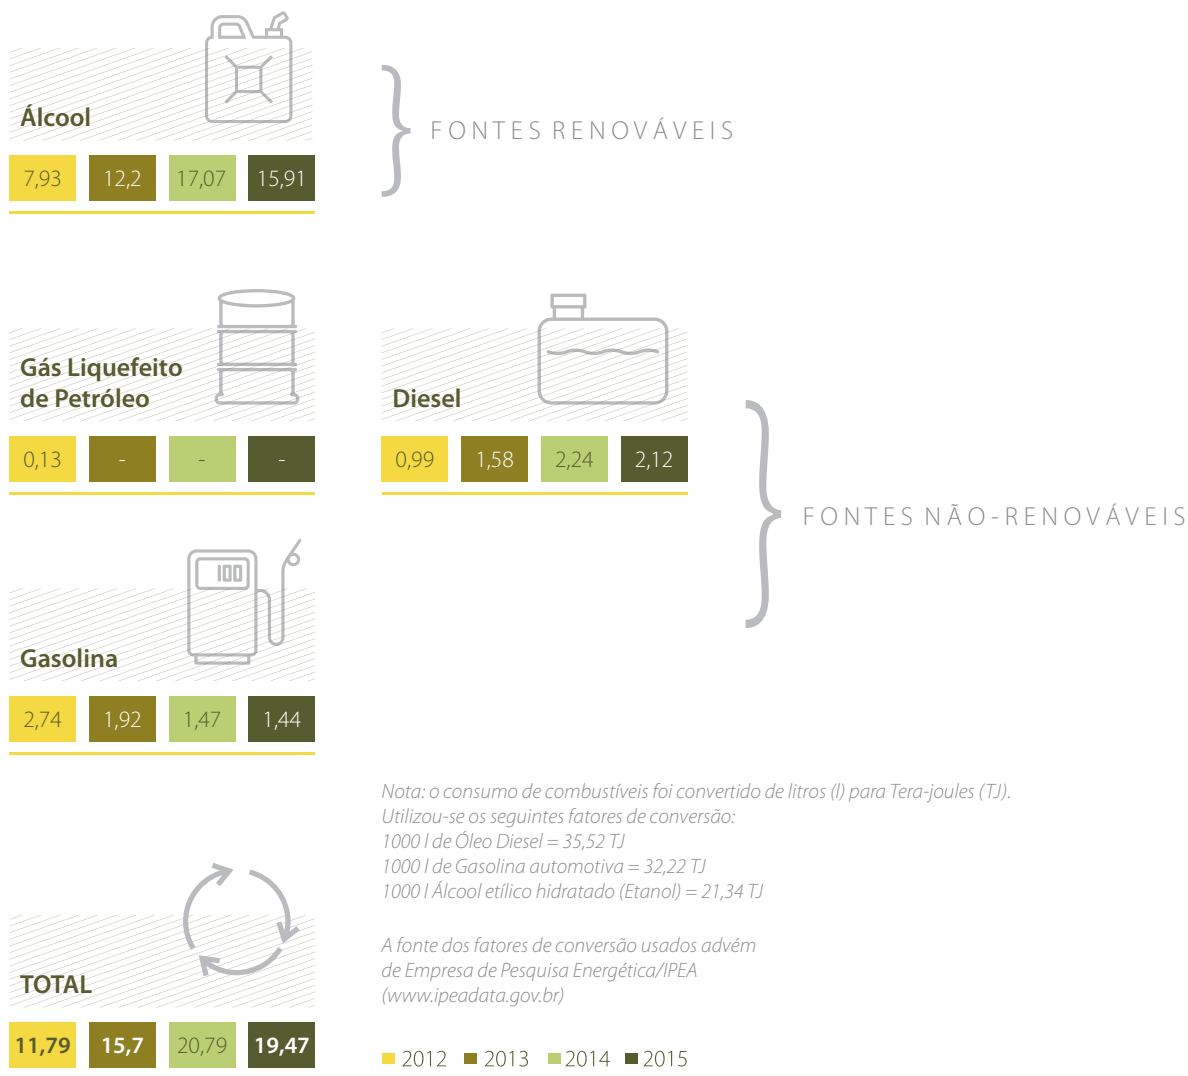 Álcool
FONTES RENOVÁVEIS
7,93 12,2 17,07 15,91
Gás Liquefeito
de Petróleo
0,13 - - -
Diesel
0,99 1,58 2,24 2,12
FONTES NÃO-RENOVÁVEIS
100
Gasolina
2,74 1,92 1,47 1,44
Nota: o consumo de combustíveis foi convertido de litros (l) para Tera-joules (TJ).
Utilizou-se os seguintes fatores de conversão:
1000 l de Óleo Diesel = 35,52 TJ
1000 l de Gasolina automotiva = 32,22 TJ
1000 l Álcool etílico hidratado (Etanol) = 21,34 TJ
A fonte dos fatores de conversão usados advém
de Empresa de Pesquisa Energética/IPEA
(www.ipeadata.gov.br)
TOTAL
11,79 15,7 20,79 19,47
2012 2013 2014 2015